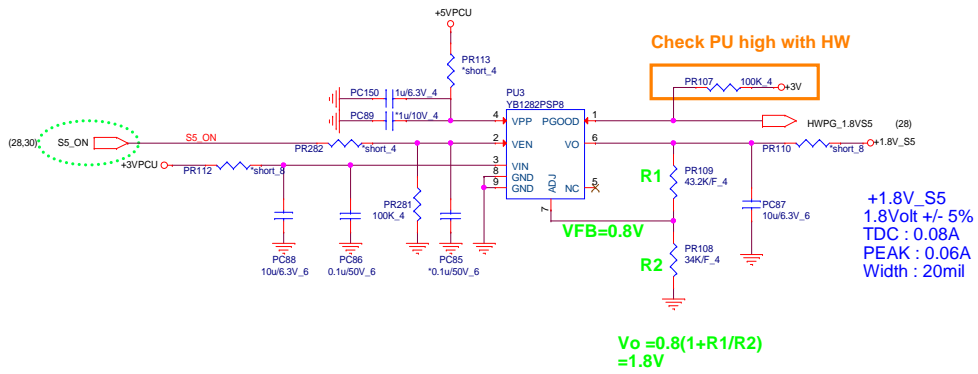 +5VPCU
Check PU high with HW
PR113
*short_4
PR107
100K_4
+3V
PC150
1u/6.3V_4
PU3
YB1282PSP8
PC89
*1u/10V_4
4
VPP
PGOOD
1
HWPG_1.8VS5
(28)
(28,30)
S5_ON
S5_ON
PR282
*short_4
2
VEN
VO
6
PR110
*short_8
+1.8V_S5
+3VPCU
PR112
*short_8
3
VIN
8
GND
9
GND
ADJ
NC
5
7
R1
PR109
43.2K/F_4
PR281
100K_4
PC87
10u/6.3V_6
+1.8V_S5
1.8Volt +/- 5%
TDC : 0.08A
PEAK : 0.06A
Width : 20mil
VFB=0.8V
PC88
10u/6.3V_6
PC86
0.1u/50V_6
PC85
*0.1u/50V_6
R2
PR108
34K/F_4
Vo =0.8(1+R1/R2)
=1.8V